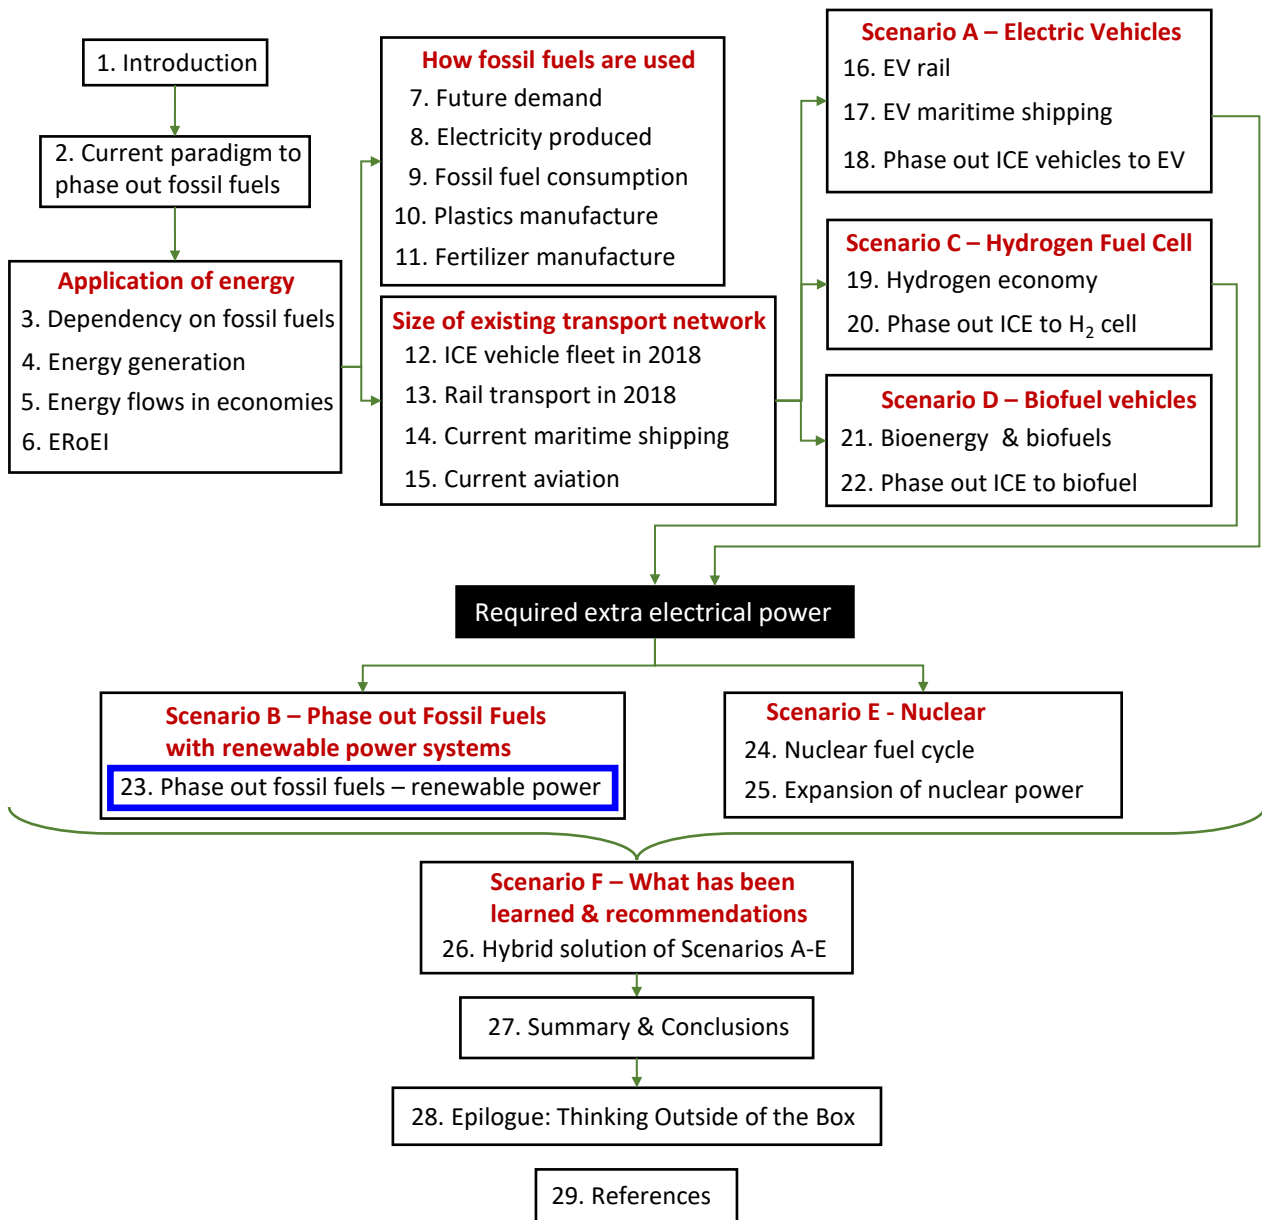 1. Introduction
2. Current paradigm to
phase out fossil fuels
Application of energy
3. Dependency on fossil fuels
4. Energy generation
5. Energy flows in economies
6. ERoEI
How fossil fuels are used
7. Future demand
8. Electricity produced
9. Fossil fuel consumption
10. Plastics manufacture
11. Fertilizer manufacture
Size of existing transport network
12. ICE vehicle fleet in 2018
13. Rail transport in 2018
14. Current maritime shipping
15. Current aviation
Scenario A – Electric Vehicles
16. EV rail
17. EV maritime shipping
18. Phase out ICE vehicles to EV
Scenario C – Hydrogen Fuel Cell
19. Hydrogen economy
20. Phase out ICE to H₂ cell
Scenario D – Biofuel vehicles
21. Bioenergy & biofuels
22. Phase out ICE to biofuel
Required extra electrical power
Scenario B – Phase out Fossil Fuels
with renewable power systems
23. Phase out fossil fuels – renewable power
Scenario E - Nuclear
24. Nuclear fuel cycle
25. Expansion of nuclear power
Scenario F – What has been
learned & recommendations
26. Hybrid solution of Scenarios A-E
27. Summary & Conclusions
28. Epilogue: Thinking Outside of the Box
29. References